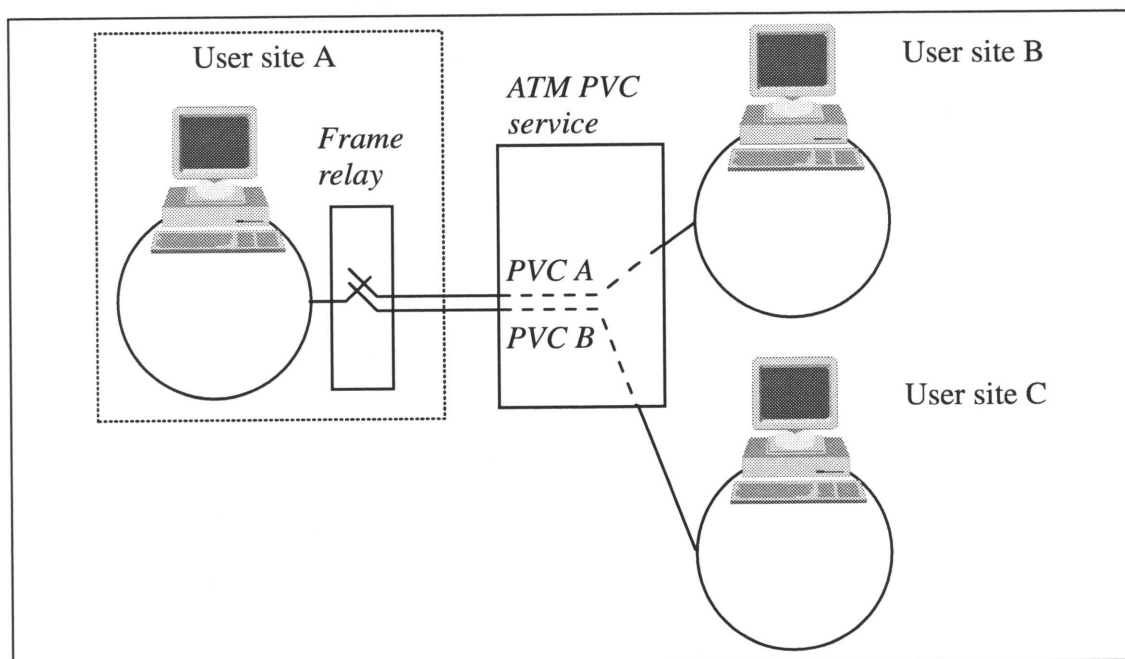 User site A
Frame
relay
ATM PVC
service
PVC A
PVC B
User site B
User site C